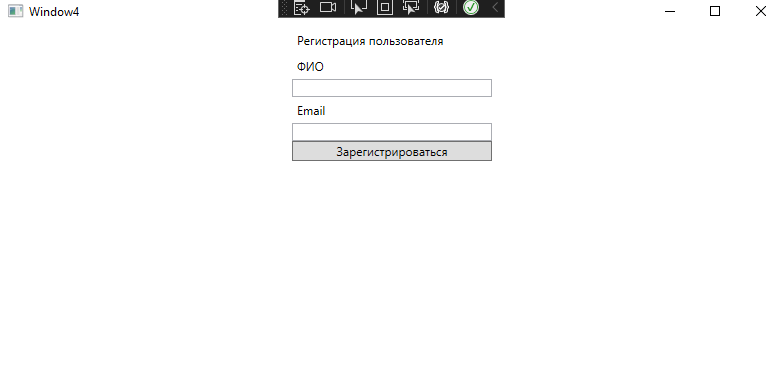 Window4
Регистрация пользователя
ФИО
Email
Зарегистрироваться